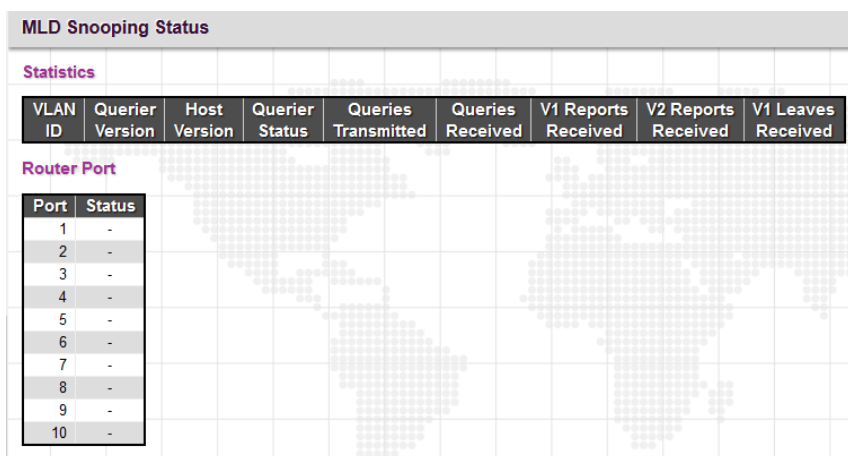 MLD Snooping Status
Statistics
VLAN ID | Querier Version | Host Version | Querier Status | Queries Transmitted | Queries Received | V1 Reports Received | V2 Reports Received | V1 Leaves Received
Router Port
Port | Status
1 | -
2 | -
3 | -
4 | -
5 | -
6 | -
7 | -
8 | -
9 | -
10 | -